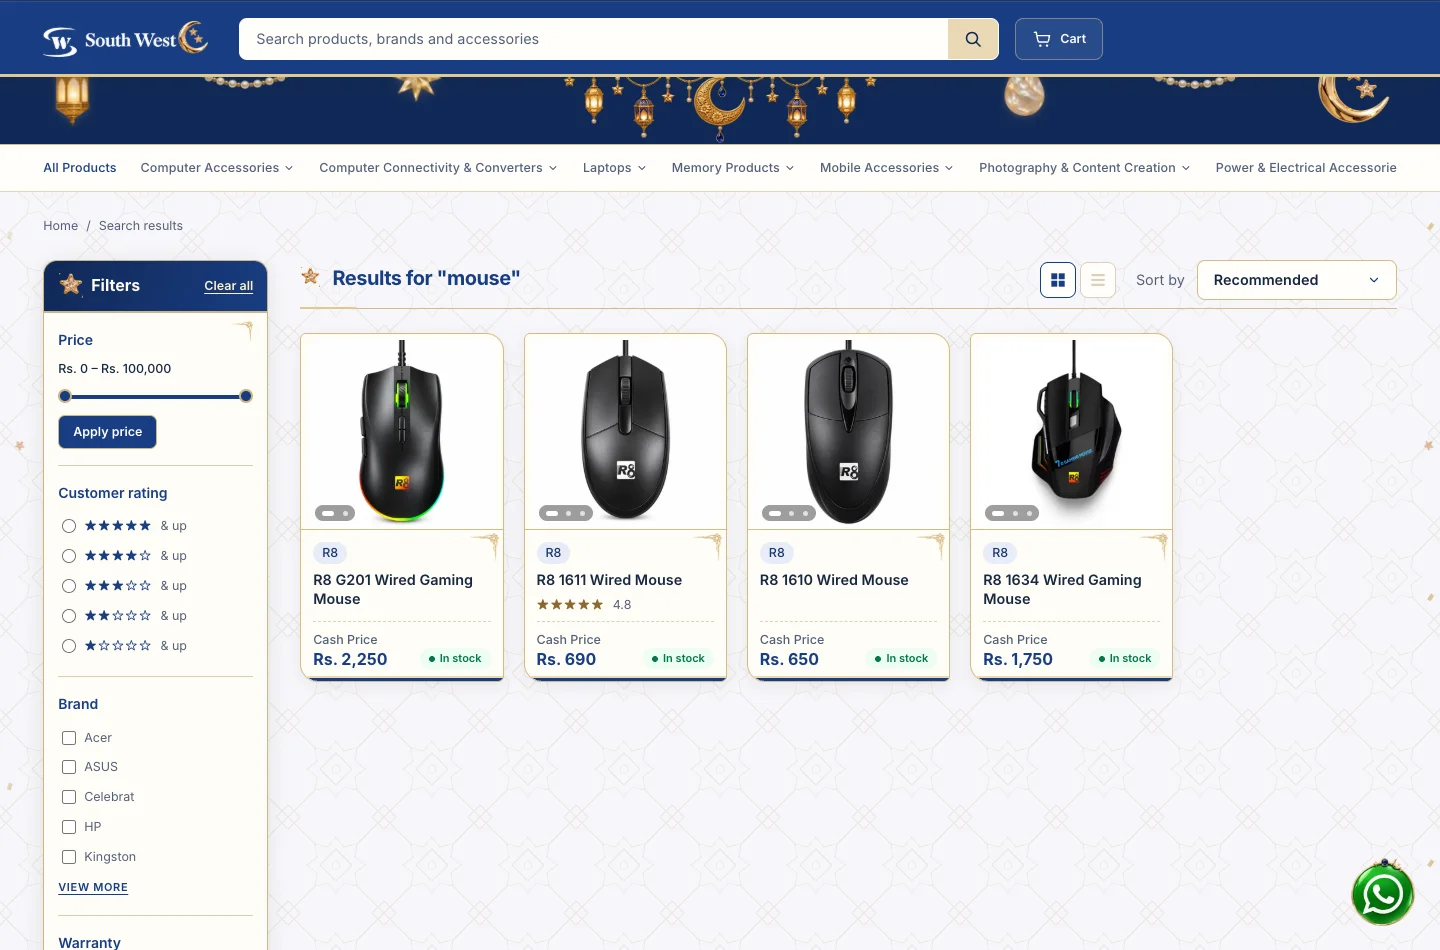 South West
Search products, brands and accessories
Cart
All Products
Computer Accessories
Computer Connectivity & Converters
Laptops
Memory Products
Mobile Accessories
Photography & Content Creation
Power & Electrical Accessorie
Home / Search results
Filters
Clear all
Price
Rs. 0 – Rs. 100,000
Apply price
Customer rating
& up
& up
& up
& up
& up
Brand
Acer
ASUS
Celebrat
HP
Kingston
VIEW MORE
Warranty
Results for "mouse"
Sort by
Recommended
R8
R8
R8 G201 Wired Gaming
Mouse
Cash Price
Rs. 2,250
In stock
R8
R8
R8 1611 Wired Mouse
4.8
Cash Price
Rs. 690
In stock
R8
R8
R8 1610 Wired Mouse
Cash Price
Rs. 650
In stock
R8
R8
R8 1634 Wired Gaming
Mouse
Cash Price
Rs. 1,750
In stock